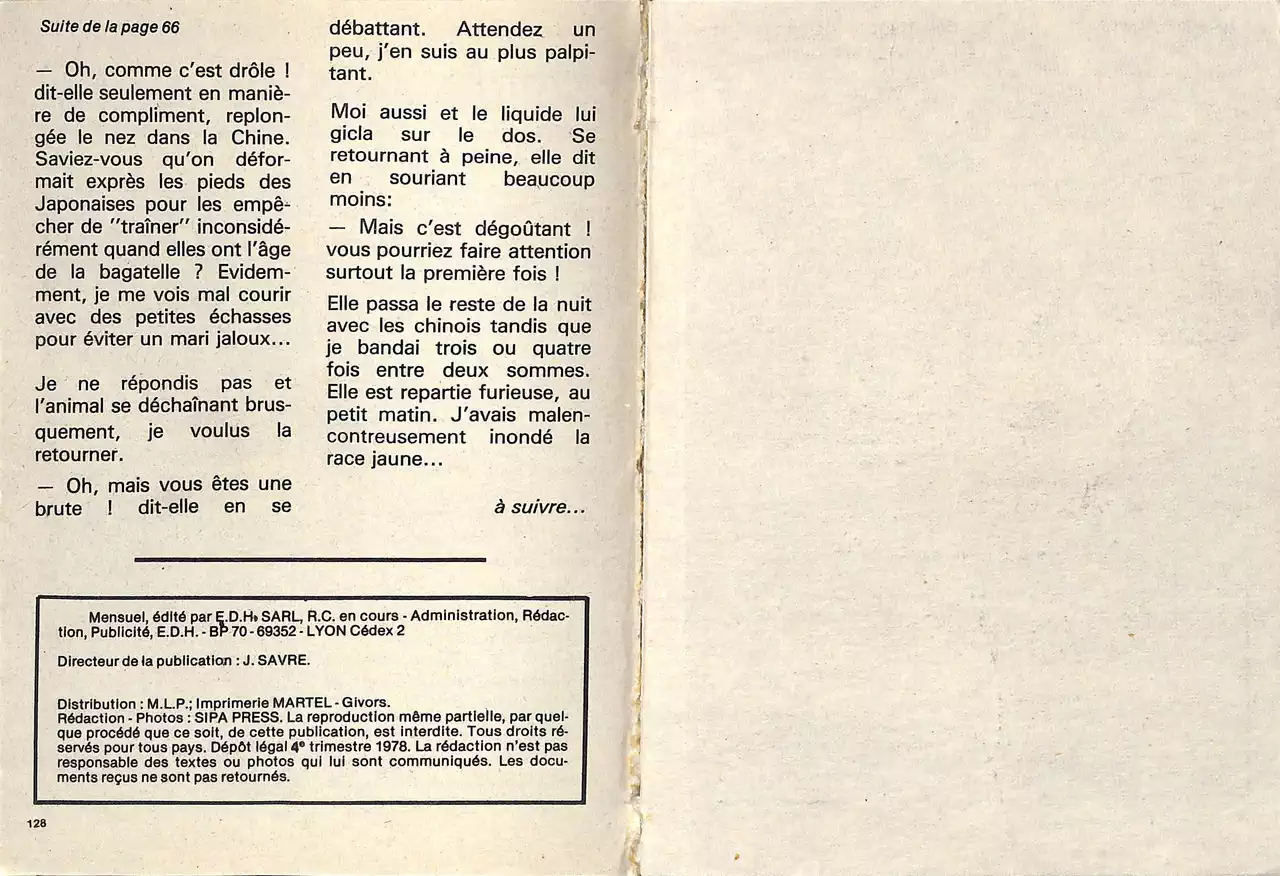 Suite de la page 66
— Oh, comme c'est drôle !
dit-elle seulement en maniè-
re de compliment, replon-
gée le nez dans la Chine.
Saviez-vous qu'on défor-
mait exprès les pieds des
Japonaises pour les empê-
cher de "traîner" inconsidé-
rément quand elles ont l'âge
de la bagatelle ? Evidem-
ment, je me vois mal courir
avec des petites échasses
pour éviter un mari jaloux...
Je ne répondis pas et
l'animal se déchaînant brus-
quement, je voulus la
retourner.
— Oh, mais vous êtes une
brute ! dit-elle en se
débattant. Attendez un
peu, j'en suis au plus palpi-
tant.
Moi aussi et le liquide lui
gicla sur le dos. Se
retournant à peine, elle dit
en souriant beaucoup
moins:
— Mais c'est dégoûtant !
vous pourriez faire attention
surtout la première fois !
Elle passa le reste de la nuit
avec les chinois tandis que
je bandai trois ou quatre
fois entre deux sommes.
Elle est repartie furieuse, au
petit matin. J'avais malen-
contreusement inondé la
race jaune...
à suivre...
Mensuel, édité par E.D.H. SARL, R.C. en cours - Administration, Rédac-
tion, Publicité, E.D.H. - BP 70 - 69352 - LYON Cédex 2
Directeur de la publication : J. SAVRE.
Distribution : M.L.P.; Imprimerie MARTEL - Givors.
Rédaction - Photos : SIPA PRESS. La reproduction même partielle, par quel-
que procédé que ce soit, de cette publication, est interdite. Tous droits ré-
servés pour tous pays. Dépôt légal 4e trimestre 1978. La rédaction n'est pas
responsable des textes ou photos qui lui sont communiqués. Les docu-
ments reçus ne sont pas retournés.
128